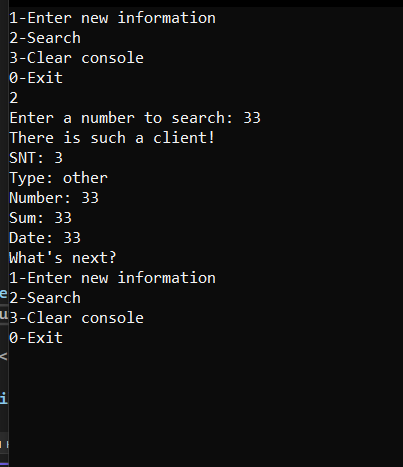 1-Enter new information
2-Search
3-Clear console
0-Exit
2
Enter a number to search: 33
There is such a client!
SNT: 3
Type: other
Number: 33
Sum: 33
Date: 33
What's next?
1-Enter new information
2-Search
3-Clear console
0-Exit